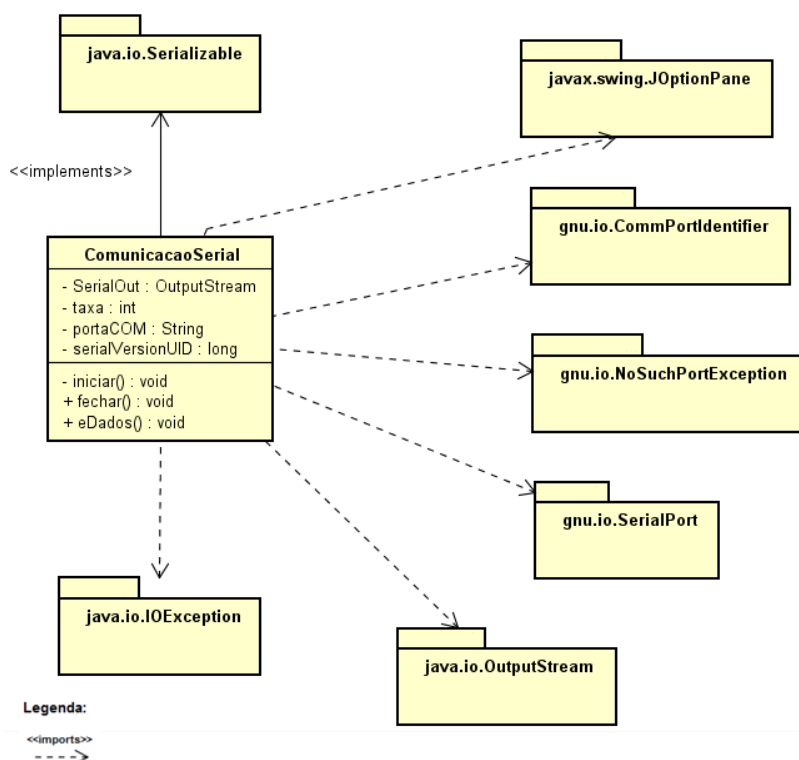 java.io.Serializable
javax.swing.JOptionPane
<<implements>>
gnu.io.CommPortIdentifier
ComunicacaoSerial
- SerialOut : OutputStream
- taxa : int
- portaCOM : String
- serialVersionUID : long
- iniciar() : void
+ fechar() : void
+ eDados() : void
gnu.io.NoSuchPortException
gnu.io.SerialPort
java.io.IOException
java.io.OutputStream
Legenda:
<<imports>>